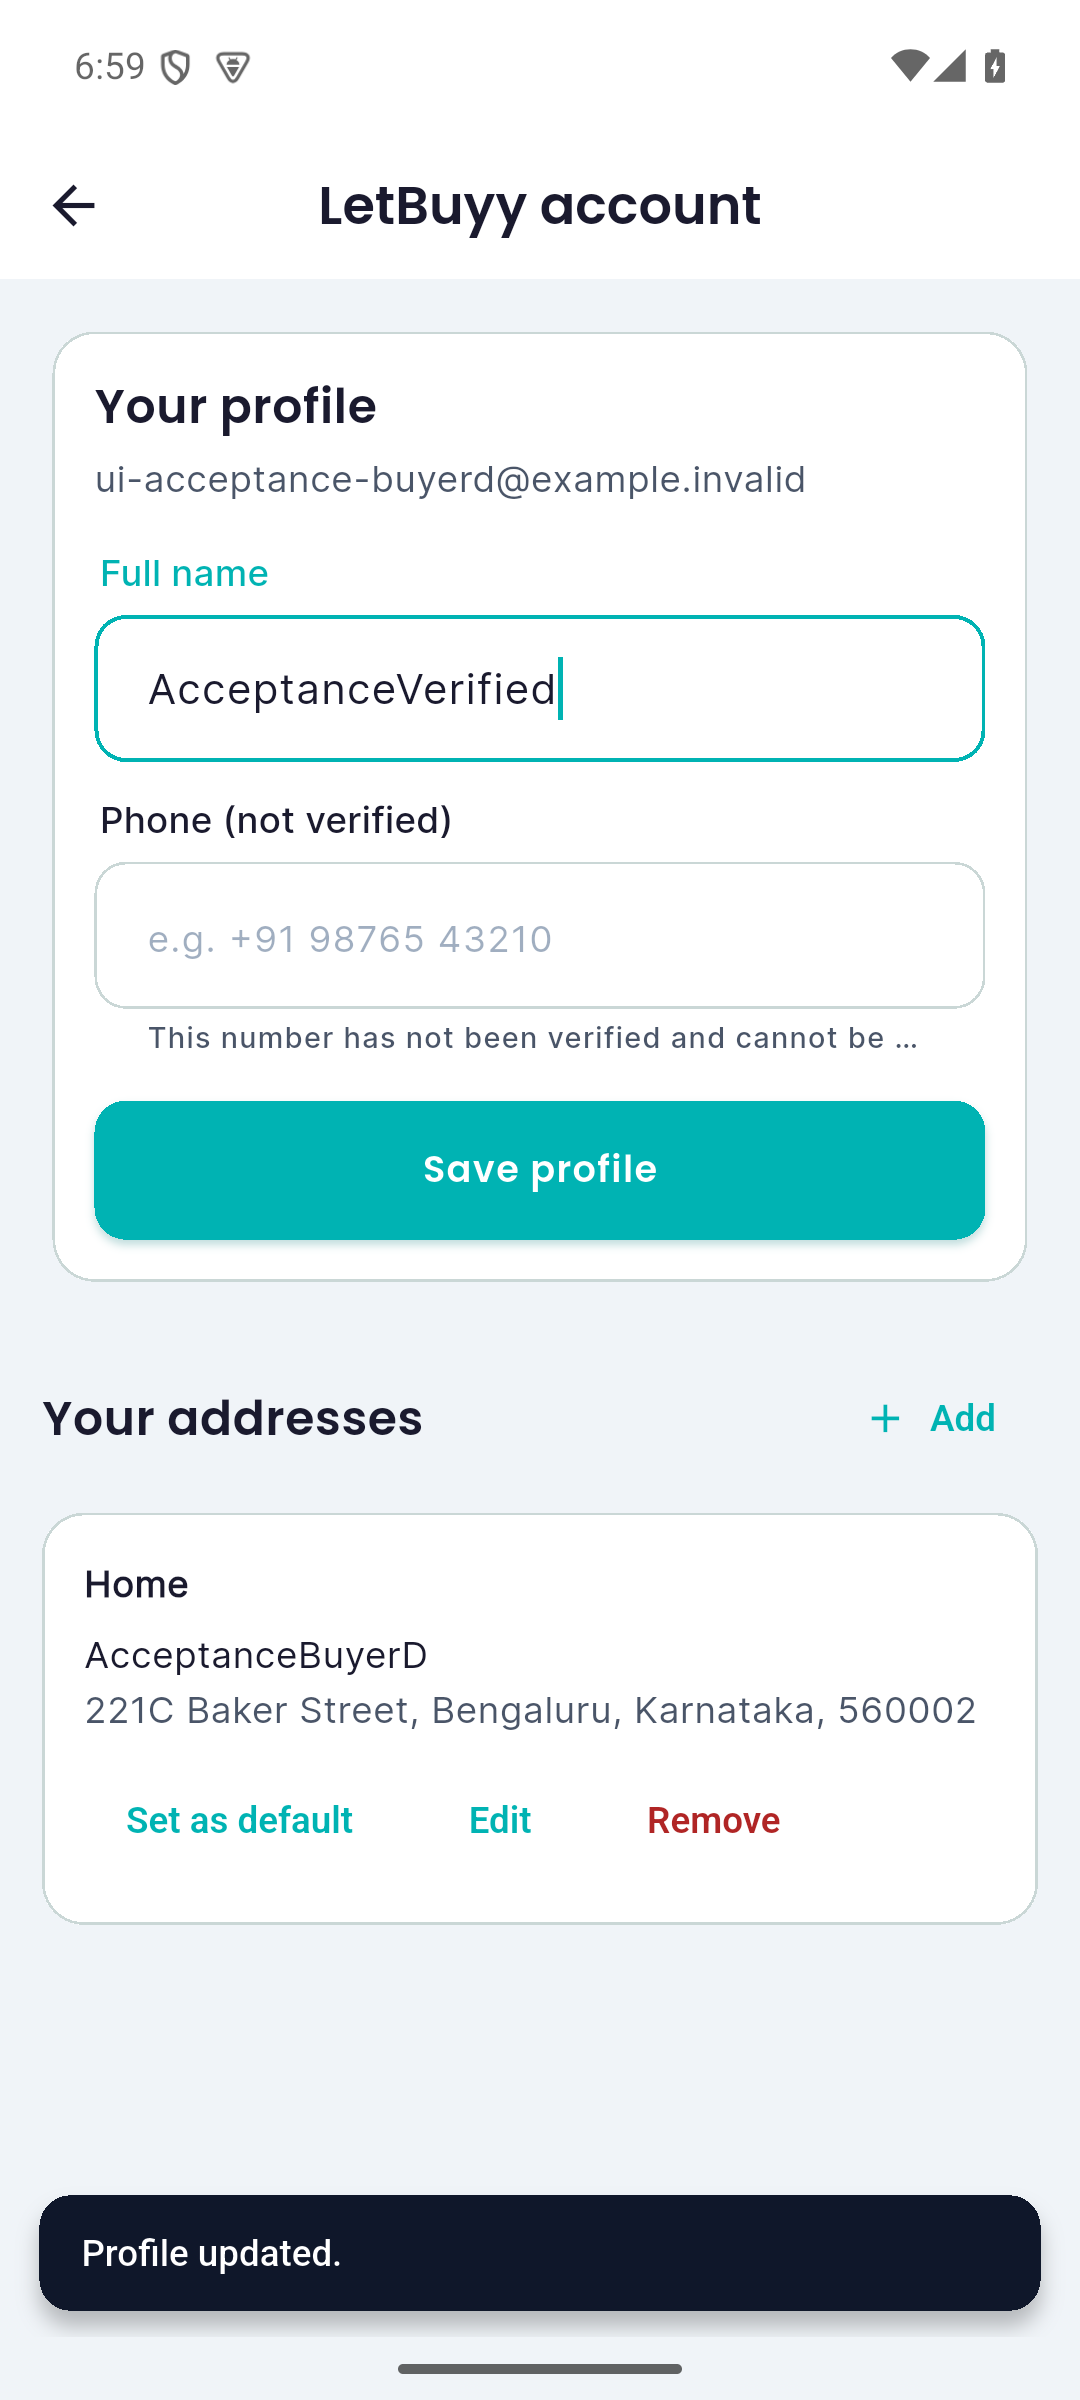 6:59
LetBuyy account
Your profile
ui-acceptance-buyerd@example.invalid
Full name
AcceptanceVerified
Phone (not verified)
e.g. +91 98765 43210
This number has not been verified and cannot be ...
Save profile
Your addresses
+ Add
Home
AcceptanceBuyerD
221C Baker Street, Bengaluru, Karnataka, 560002
Set as default Edit Remove
Profile updated.